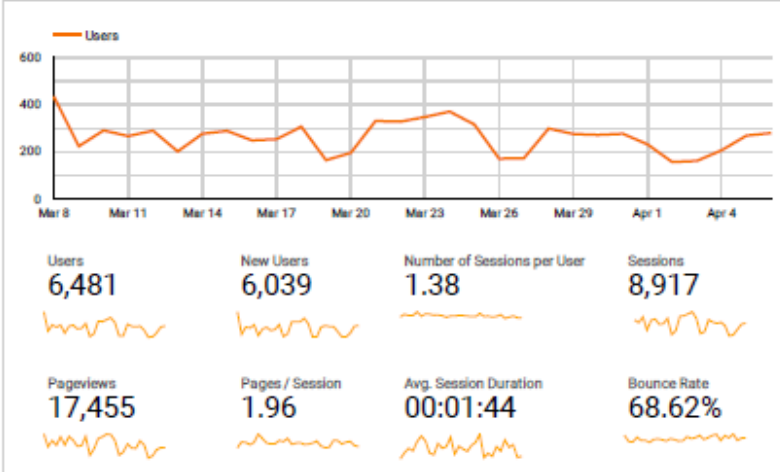 Users
600
400
200
0
Mar 8 Mar 11 Mar 14 Mar 17 Mar 20 Mar 23 Mar 26 Mar 29 Apr 1 Apr 4
Users New Users Number of Sessions per User Sessions
6,481 6,039 1.38 8,917
Pageviews Pages / Session Avg. Session Duration Bounce Rate
17,455 1.96 00:01:44 68.62%